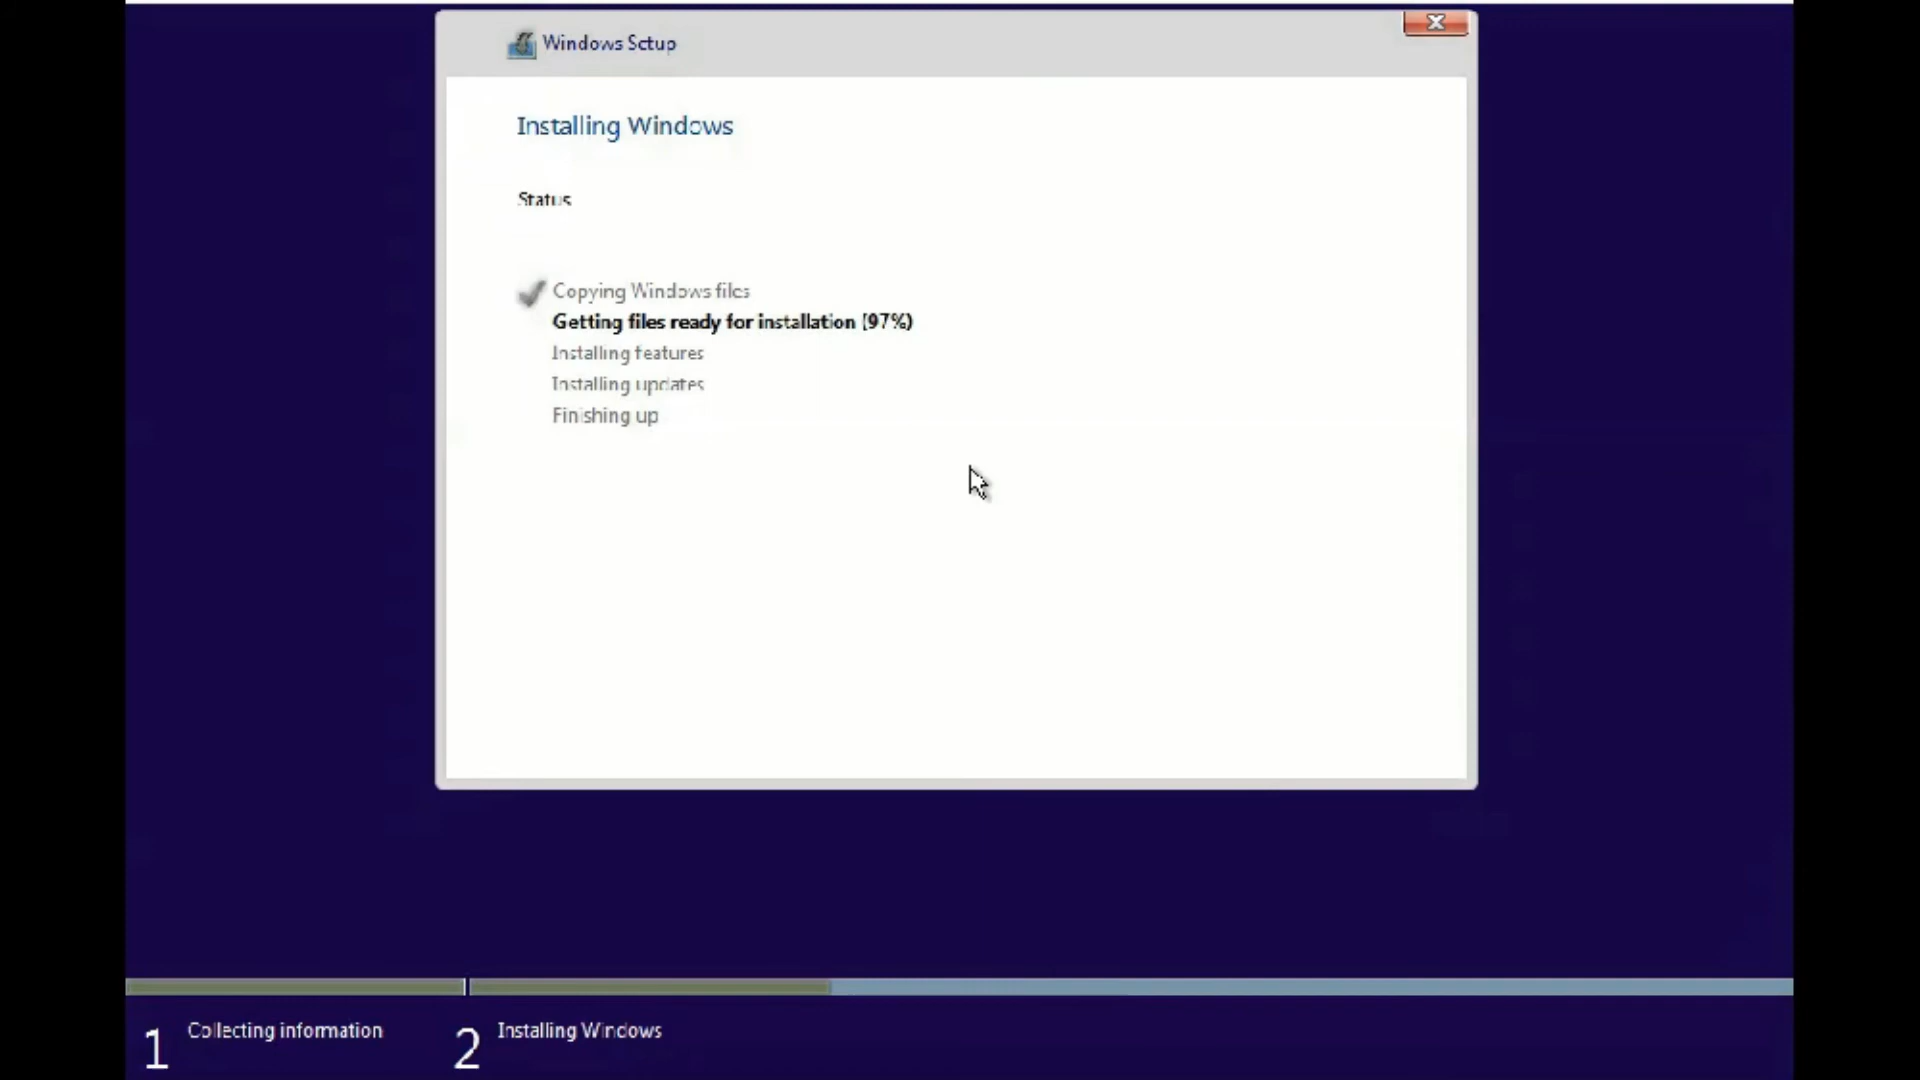 Windows Setup
Installing Windows
Status
Copying Windows files
Getting files ready for installation (97%)
Installing features
Installing updates
Finishing up
1 Collecting information
2 Installing Windows